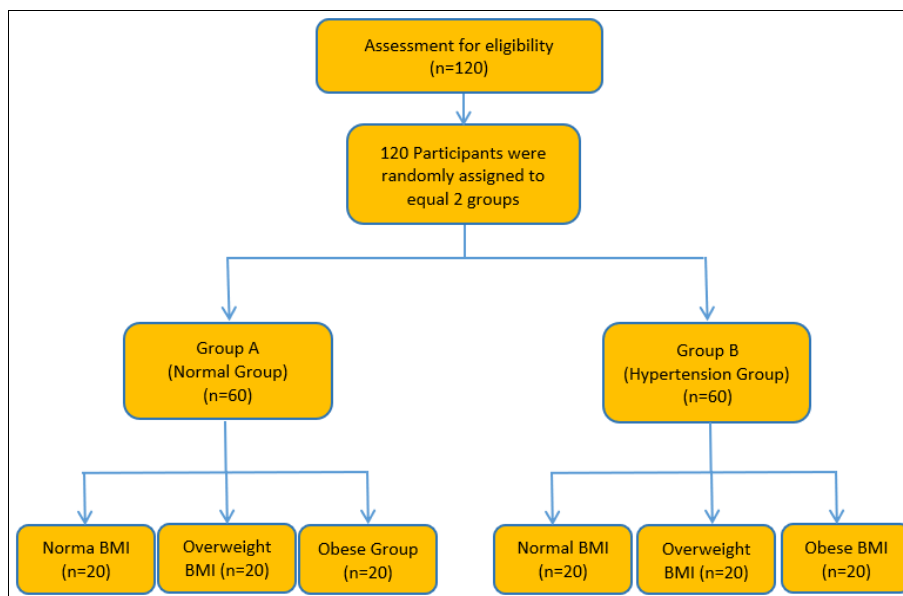 Assessment for eligibility
(n=120)
120 Participants were
randomly assigned to
equal 2 groups
Group A
(Normal Group)
(n=60)
Group B
(Hypertension Group)
(n=60)
Norma BMI
(n=20)
Overweight
BMI (n=20)
Obese Group
(n=20)
Normal BMI
(n=20)
Overweight
BMI (n=20)
Obese BMI
(n=20)